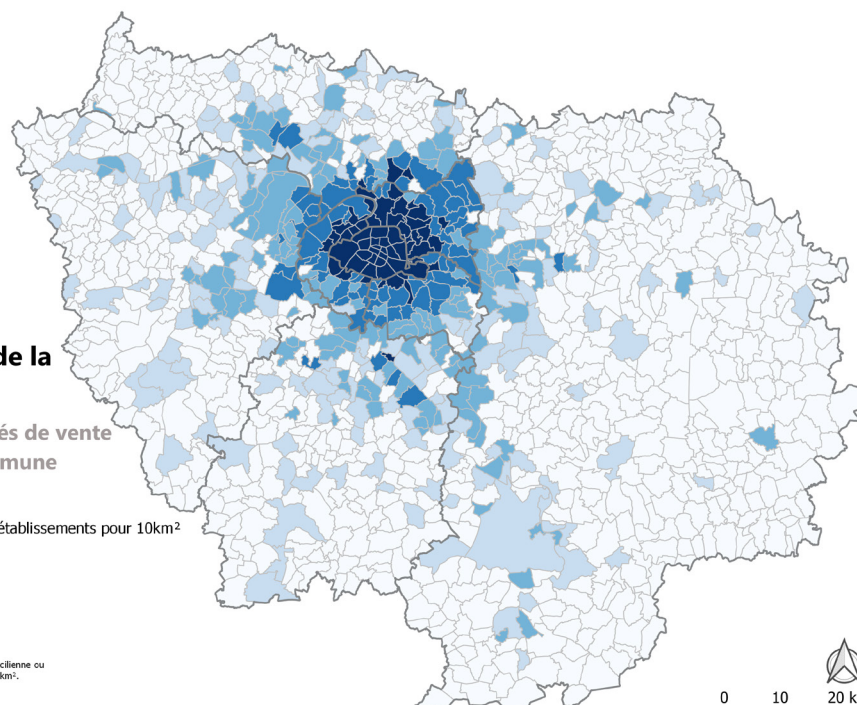 de la
és de vente
mune
établissements pour 10km²
cilienne ou
km².
0 10 20 k